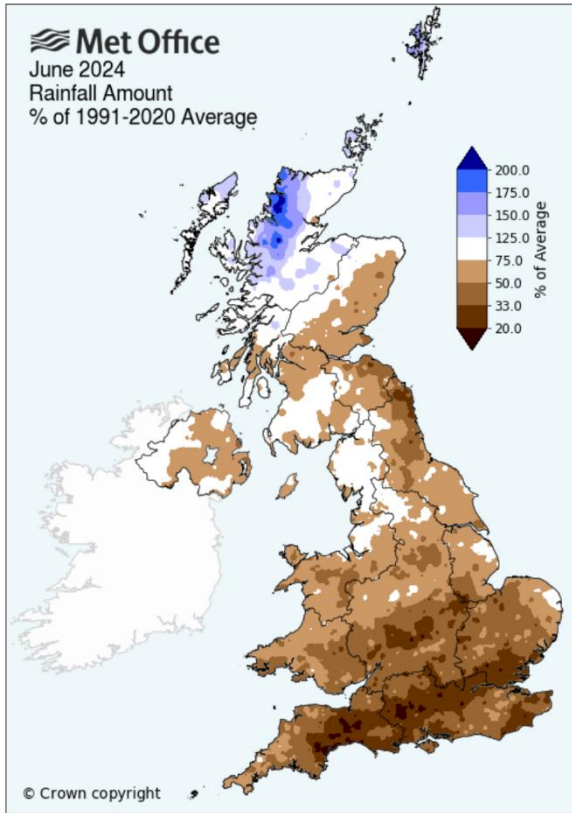 Met Office
June 2024
Rainfall Amount
% of 1991-2020 Average
200.0
175.0
150.0
125.0
75.0
50.0
33.0
20.0
% of Average
© Crown copyright